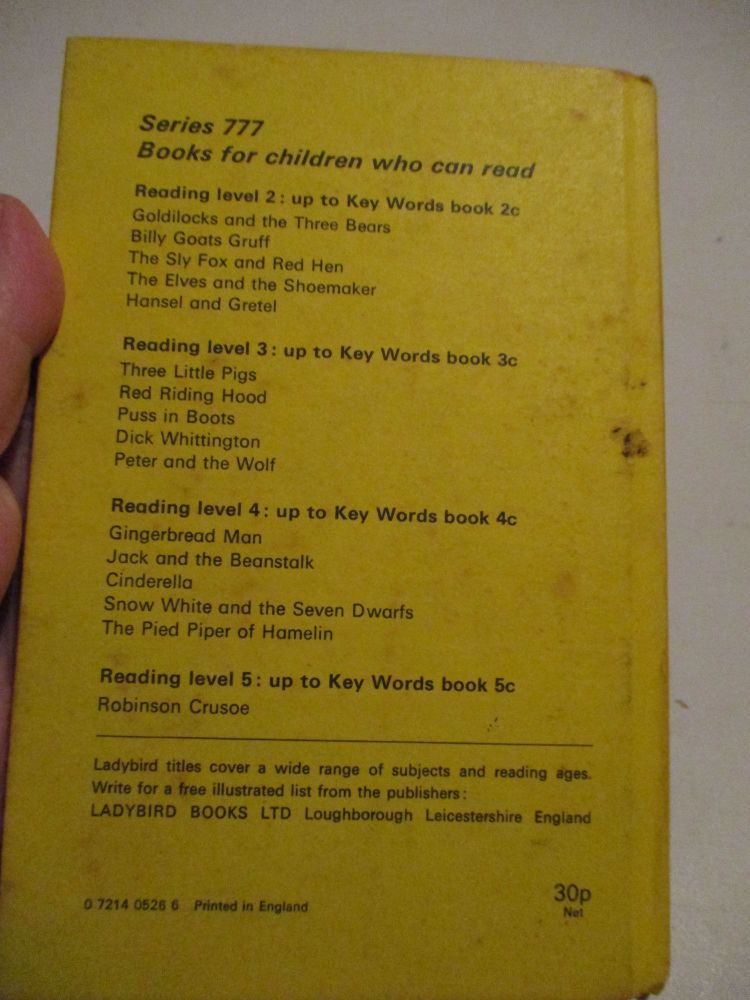 Series 777
Books for children who can read
Reading level 2: up to Key Words book 2c
Goldilocks and the Three Bears
Billy Goats Gruff
The Sly Fox and Red Hen
The Elves and the Shoemaker
Hansel and Gretel
Reading level 3: up to Key Words book 3c
Three Little Pigs
Red Riding Hood
Puss in Boots
Dick Whittington
Peter and the Wolf
Reading level 4: up to Key Words book 4c
Gingerbread Man
Jack and the Beanstalk
Cinderella
Snow White and the Seven Dwarfs
The Pied Piper of Hamelin
Reading level 5: up to Key Words book 5c
Robinson Crusoe
Ladybird titles cover a wide range of subjects and reading ages.
Write for a free illustrated list from the publishers:
LADYBIRD BOOKS LTD Loughborough Leicestershire England
30p
0 7214 0526 6 Printed in England
Net